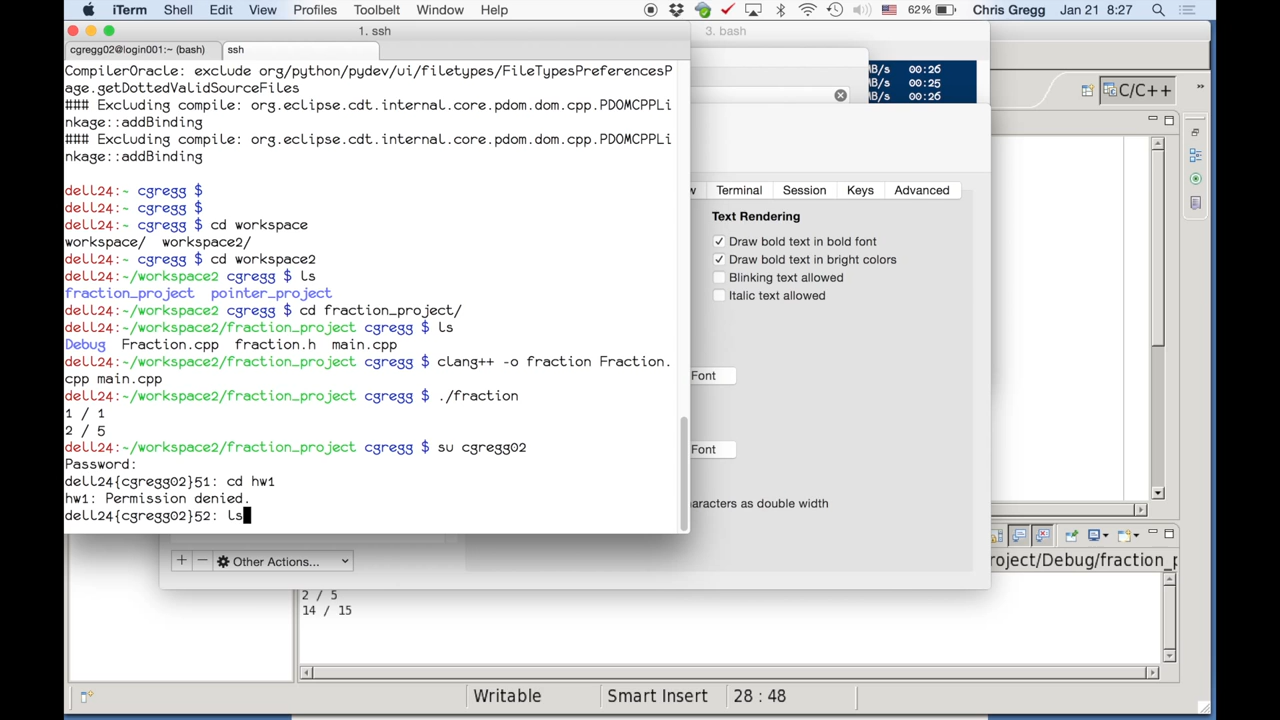 iTerm Shell Edit View Profiles Toolbelt Window Help 62% Chris Gregg Jan 21 8:27
1. ssh
3. bash
cgregg02@login001:~ (bash) ssh
CompilerOracle: exclude org/python/pydev/ui/filetypes/FileTypesPreferencesP
age.getDottedValidSourceFiles
### Excluding compile: org.eclipse.cdt.internal.core.pdom.dom.cpp.PDOMCPPLi
nkage::addBinding
### Excluding compile: org.eclipse.cdt.internal.core.pdom.dom.cpp.PDOMCPPLi
nkage::addBinding
dell24:~ cgregg $
dell24:~ cgregg $
dell24:~ cgregg $ cd workspace
workspace/ workspace2/
dell24:~ cgregg $ cd workspace2
dell24:~/workspace2 cgregg $ ls
fraction_project pointer_project
dell24:~/workspace2 cgregg $ cd fraction_project/
dell24:~/workspace2/fraction_project cgregg $ ls
Debug Fraction.cpp fraction.h main.cpp
dell24:~/workspace2/fraction_project cgregg $ clang++ -o fraction Fraction.
cpp main.cpp
dell24:~/workspace2/fraction_project cgregg $ ./fraction
1 / 1
2 / 5
dell24:~/workspace2/fraction_project cgregg $ su cgregg02
Password:
dell24{cgregg02}51: cd hw1
hw1: Permission denied.
dell24{cgregg02}52: ls
MB/s 00:26
MB/s 00:25
MB/s 00:26
C/C++
w Terminal Session Keys Advanced
Text Rendering
Draw bold text in bold font
Draw bold text in bright colors
Blinking text allowed
Italic text allowed
Font
Font
aracters as double width
+ − Other Actions...
roject/Debug/fraction_p
2 / 5
14 / 15
Writable Smart Insert 28 : 48